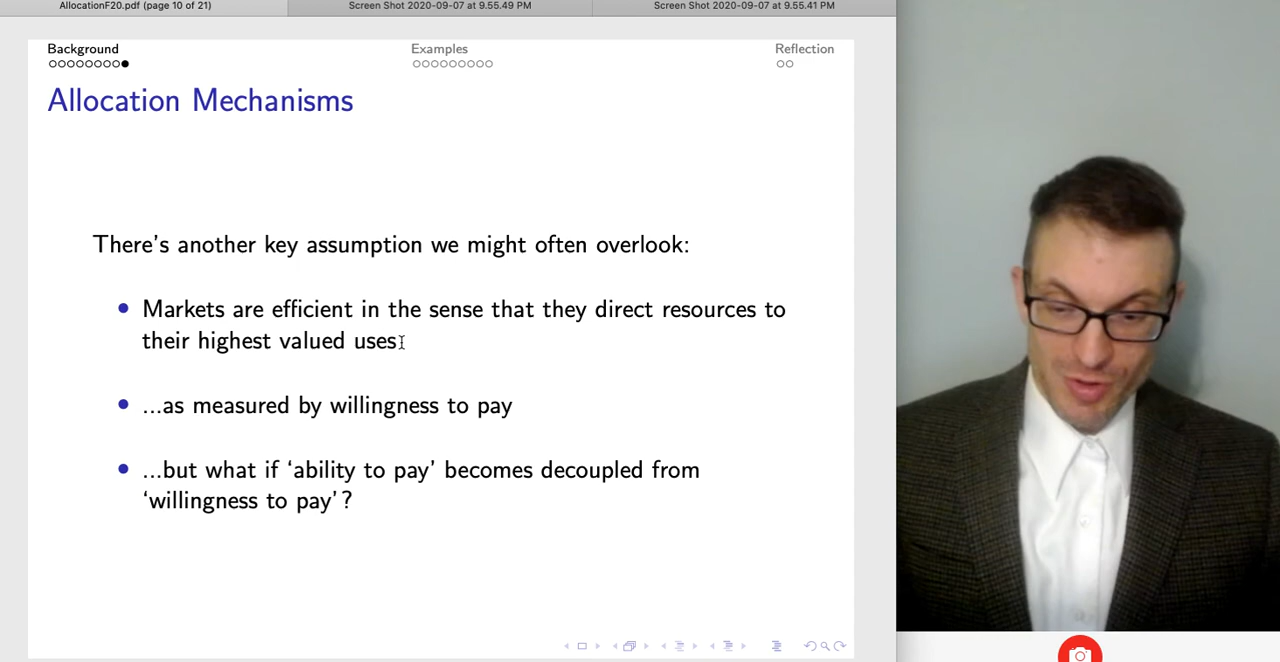 AllocationF20.pdf (page 10 of 21)
Screen Shot 2020-09-07 at 9.55.49 PM
Screen Shot 2020-09-07 at 9.55.41 PM
Background
Examples
Reflection
Allocation Mechanisms
There's another key assumption we might often overlook:
• Markets are efficient in the sense that they direct resources to
their highest valued uses
• ...as measured by willingness to pay
• ...but what if 'ability to pay' becomes decoupled from
'willingness to pay'?